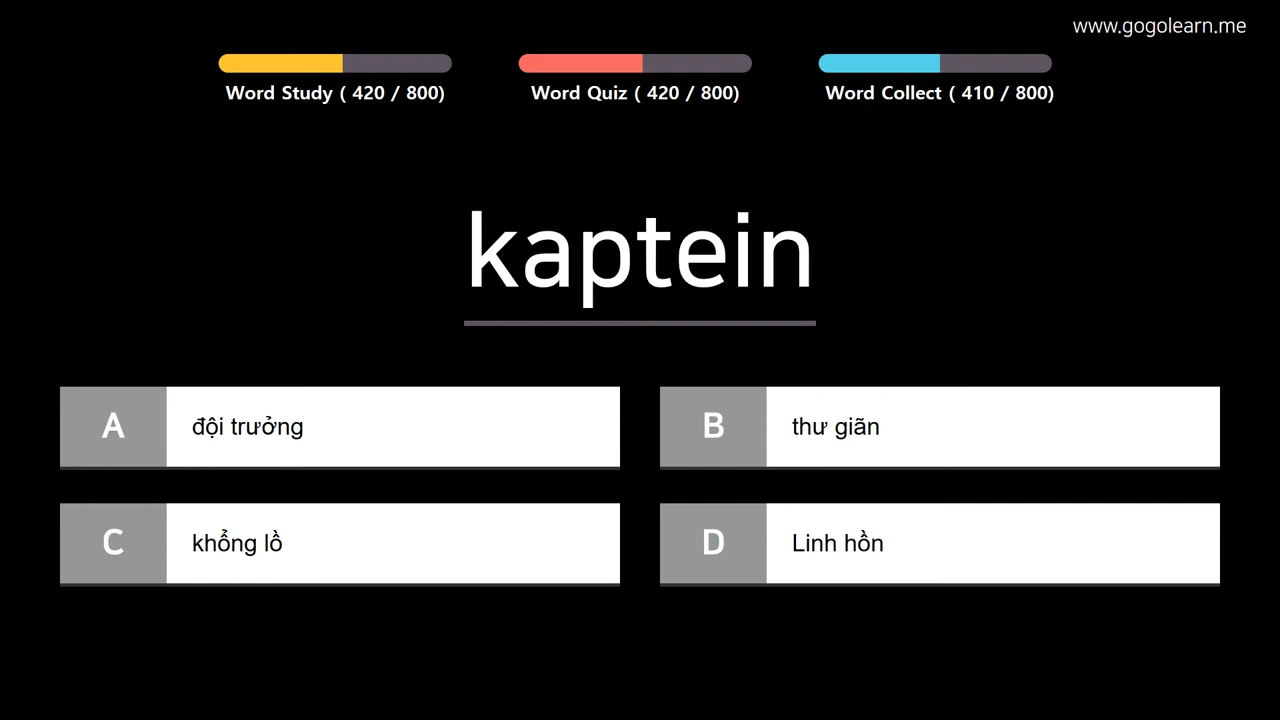 www.gogolearn.me
Word Study ( 420 / 800)
Word Quiz ( 420 / 800)
Word Collect ( 410 / 800)
kaptein
A đội trưởng
B thư giãn
C khổng lồ
D Linh hồn